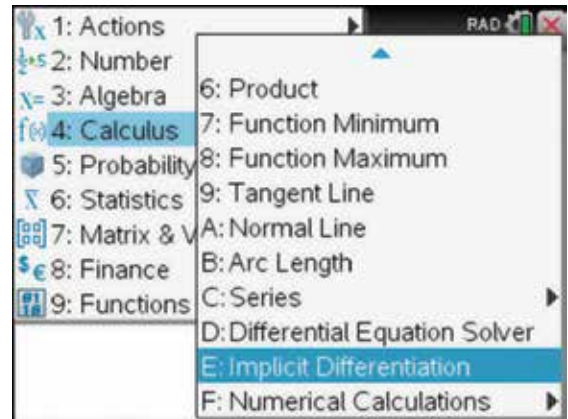 1: Actions
2: Number
3: Algebra
4: Calculus
5: Probability
6: Statistics
7: Matrix & V
8: Finance
9: Functions
RAD
6: Product
7: Function Minimum
8: Function Maximum
9: Tangent Line
A: Normal Line
B: Arc Length
C: Series
D: Differential Equation Solver
E: Implicit Differentiation
F: Numerical Calculations